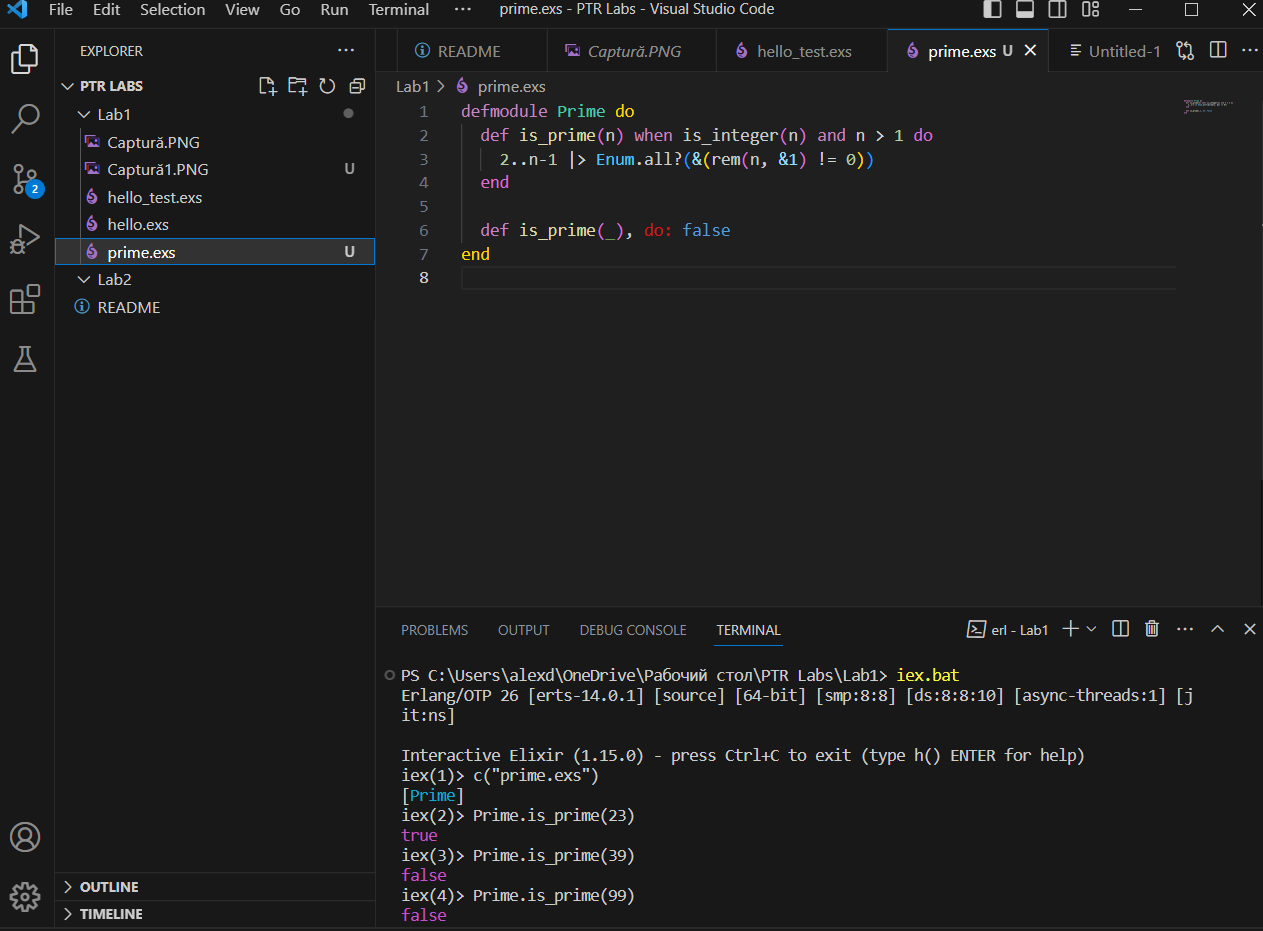 File Edit Selection View Go Run Terminal ··· prime.exs - PTR Labs - Visual Studio Code
EXPLORER ···
README Captură.PNG hello_test.exs prime.exs U Untitled-1 ···
PTR LABS
Lab1
Captură.PNG
Captură1.PNG U
hello_test.exs
hello.exs
prime.exs U
Lab2
README
2
OUTLINE
TIMELINE
Lab1 > prime.exs
1 defmodule Prime do
2 def is_prime(n) when is_integer(n) and n > 1 do
3 2..n-1 |> Enum.all?(&(rem(n, &1) != 0))
4 end
5
6 def is_prime(_), do: false
7 end
8
PROBLEMS OUTPUT DEBUG CONSOLE TERMINAL erl - Lab1 ···
PS C:\Users\alexd\OneDrive\Рабочий стол\PTR Labs\Lab1> iex.bat
Erlang/OTP 26 [erts-14.0.1] [source] [64-bit] [smp:8:8] [ds:8:8:10] [async-threads:1] [j
it:ns]
Interactive Elixir (1.15.0) - press Ctrl+C to exit (type h() ENTER for help)
iex(1)> c("prime.exs")
[Prime]
iex(2)> Prime.is_prime(23)
true
iex(3)> Prime.is_prime(39)
false
iex(4)> Prime.is_prime(99)
false